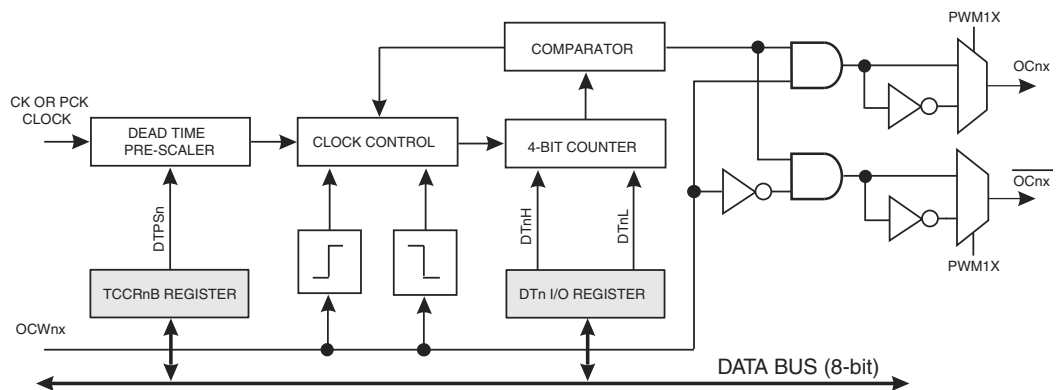 PWM1X
COMPARATOR
OCnx
CK OR PCK
CLOCK
DEAD TIME
PRE-SCALER
CLOCK CONTROL
4-BIT COUNTER
OCnx
DTPSn
DTnH
DTnL
TCCRnB REGISTER
DTn I/O REGISTER
PWM1X
OCWnx
DATA BUS (8-bit)